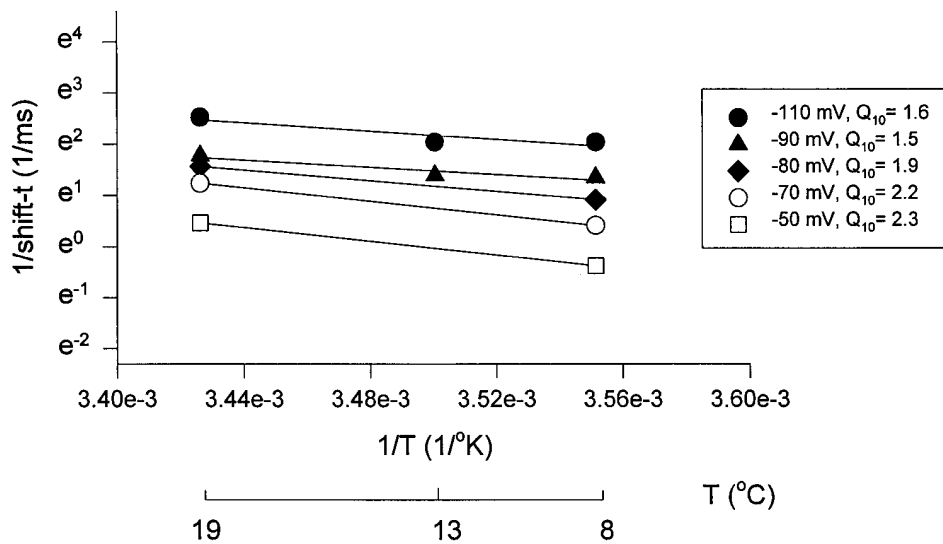 1/shift-t (1/ms)
e⁴
e³
e²
e¹
e⁰
e⁻¹
e⁻²
3.40e-3 3.44e-3 3.48e-3 3.52e-3 3.56e-3 3.60e-3
1/T (1/°K)
T (°C)
19 13 8
-110 mV, Q₁₀= 1.6
-90 mV, Q₁₀= 1.5
-80 mV, Q₁₀= 1.9
-70 mV, Q₁₀= 2.2
-50 mV, Q₁₀= 2.3